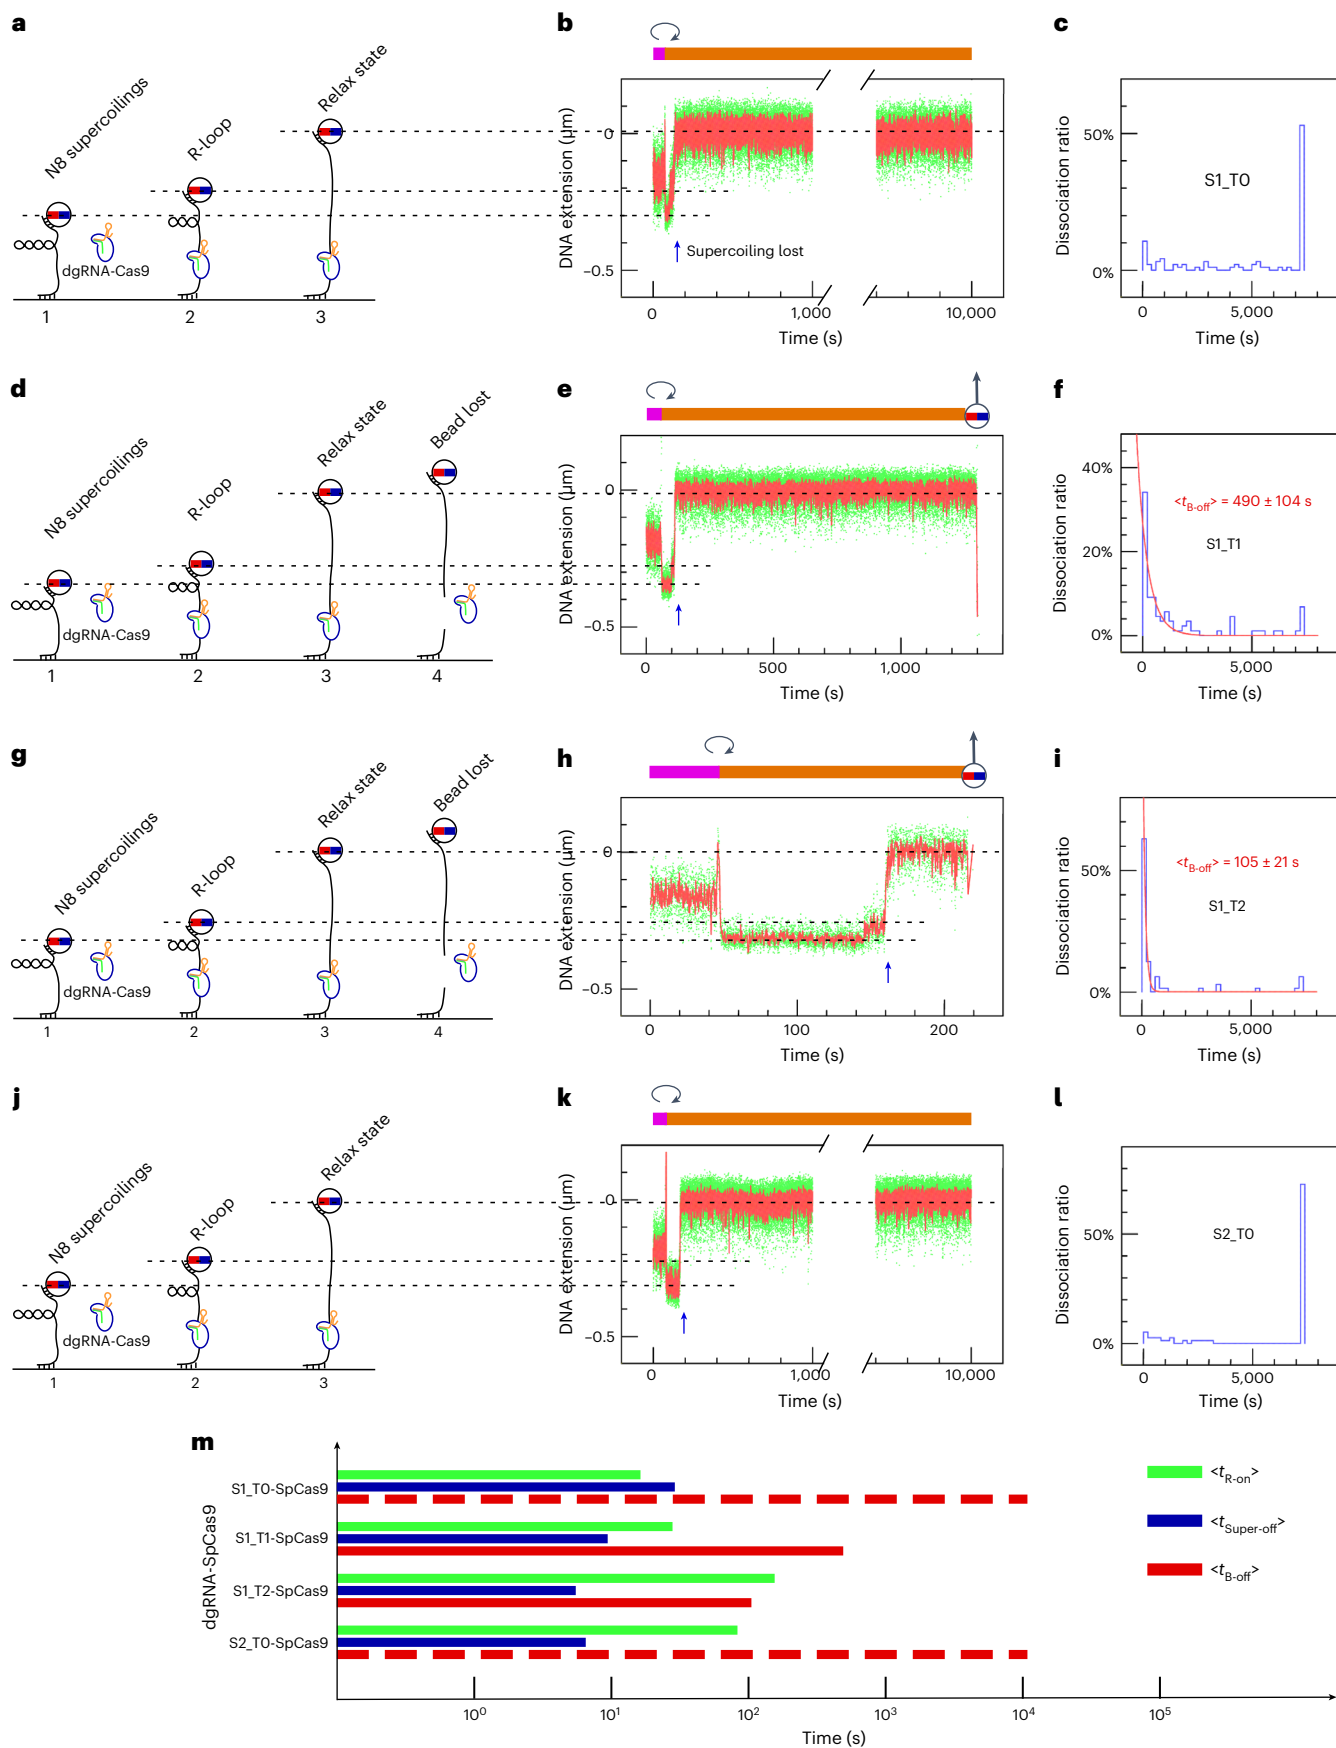 a
N8 supercoilings
R-loop
Relax state
dgRNA-Cas9
1
2
3
b
DNA extension (µm)
0
−0.5
Supercoiling lost
0
1,000
10,000
Time (s)
c
Dissociation ratio
50%
0%
S1_T0
0
5,000
Time (s)
d
N8 supercoilings
R-loop
Relax state
Bead lost
dgRNA-Cas9
1
2
3
4
e
DNA extension (µm)
0
−0.5
0
500
1,000
Time (s)
f
Dissociation ratio
40%
20%
0%
<tB-off> = 490 ± 104 s
S1_T1
0
5,000
Time (s)
g
N8 supercoilings
R-loop
Relax state
Bead lost
dgRNA-Cas9
1
2
3
4
h
DNA extension (µm)
0
−0.5
0
100
200
Time (s)
i
Dissociation ratio
50%
0%
<tB-off> = 105 ± 21 s
S1_T2
0
5,000
Time (s)
j
N8 supercoilings
R-loop
Relax state
dgRNA-Cas9
1
2
3
k
DNA extension (µm)
0
−0.5
0
1,000
10,000
Time (s)
l
Dissociation ratio
50%
0%
S2_T0
0
5,000
Time (s)
m
dgRNA-SpCas9
S1_T0-SpCas9
S1_T1-SpCas9
S1_T2-SpCas9
S2_T0-SpCas9
10⁰
10¹
10²
10³
10⁴
10⁵
Time (s)
<tR-on>
<tSuper-off>
<tB-off>